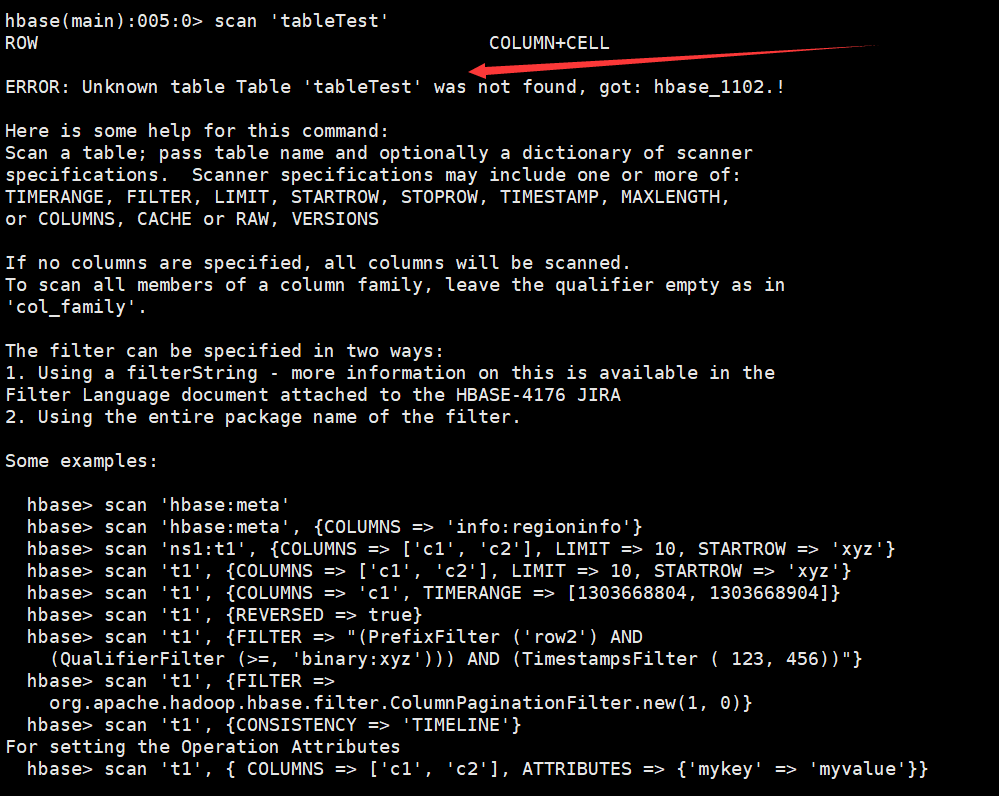 hbase(main):005:0> scan 'tableTest'
ROW COLUMN+CELL
ERROR: Unknown table Table 'tableTest' was not found, got: hbase_1102.!
Here is some help for this command:
Scan a table; pass table name and optionally a dictionary of scanner
specifications.  Scanner specifications may include one or more of:
TIMERANGE, FILTER, LIMIT, STARTROW, STOPROW, TIMESTAMP, MAXLENGTH,
or COLUMNS, CACHE or RAW, VERSIONS
If no columns are specified, all columns will be scanned.
To scan all members of a column family, leave the qualifier empty as in
'col_family'.
The filter can be specified in two ways:
1. Using a filterString - more information on this is available in the
Filter Language document attached to the HBASE-4176 JIRA
2. Using the entire package name of the filter.
Some examples:
hbase> scan 'hbase:meta'
hbase> scan 'hbase:meta', {COLUMNS => 'info:regioninfo'}
hbase> scan 'ns1:t1', {COLUMNS => ['c1', 'c2'], LIMIT => 10, STARTROW => 'xyz'}
hbase> scan 't1', {COLUMNS => ['c1', 'c2'], LIMIT => 10, STARTROW => 'xyz'}
hbase> scan 't1', {COLUMNS => 'c1', TIMERANGE => [1303668804, 1303668904]}
hbase> scan 't1', {REVERSED => true}
hbase> scan 't1', {FILTER => "(PrefixFilter ('row2') AND
(QualifierFilter (>=, 'binary:xyz'))) AND (TimestampsFilter ( 123, 456))"}
hbase> scan 't1', {FILTER =>
org.apache.hadoop.hbase.filter.ColumnPaginationFilter.new(1, 0)}
hbase> scan 't1', {CONSISTENCY => 'TIMELINE'}
For setting the Operation Attributes
hbase> scan 't1', { COLUMNS => ['c1', 'c2'], ATTRIBUTES => {'mykey' => 'myvalue'}}